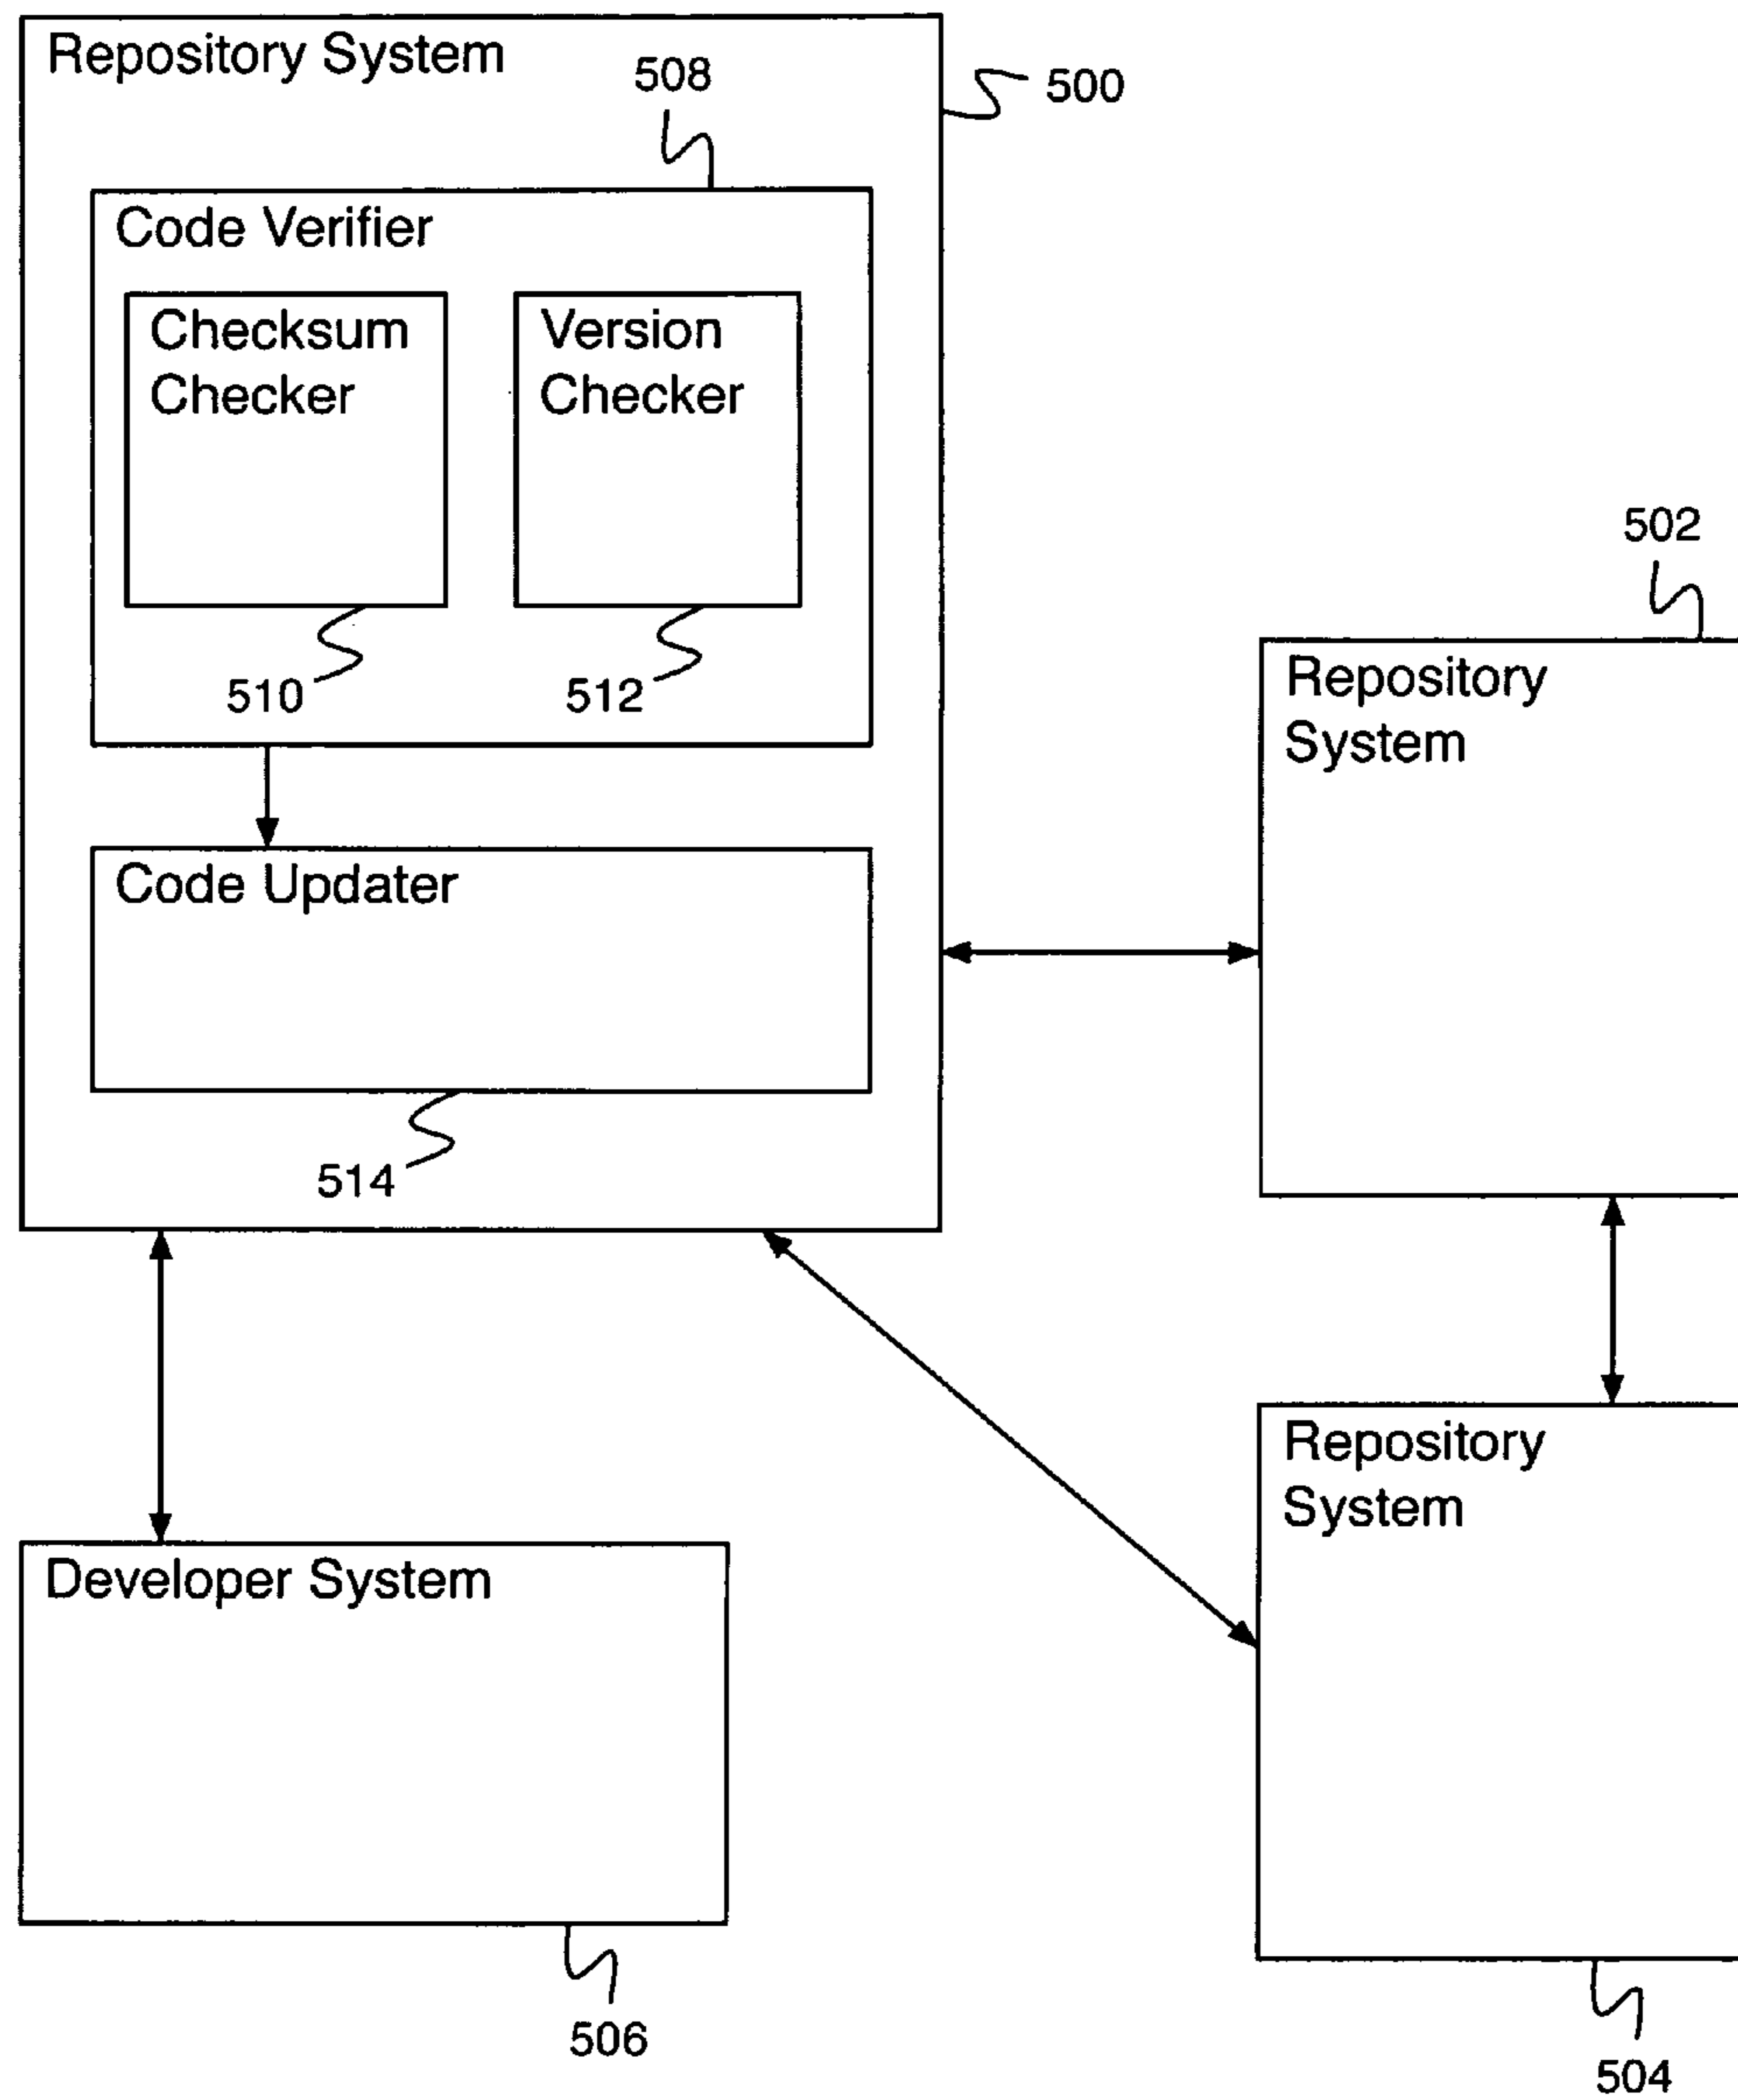 Repository System
508
500
Code Verifier
Checksum
Checker
Version
Checker
510
512
502
Repository
System
Code Updater
514
Repository
System
Developer System
506
504